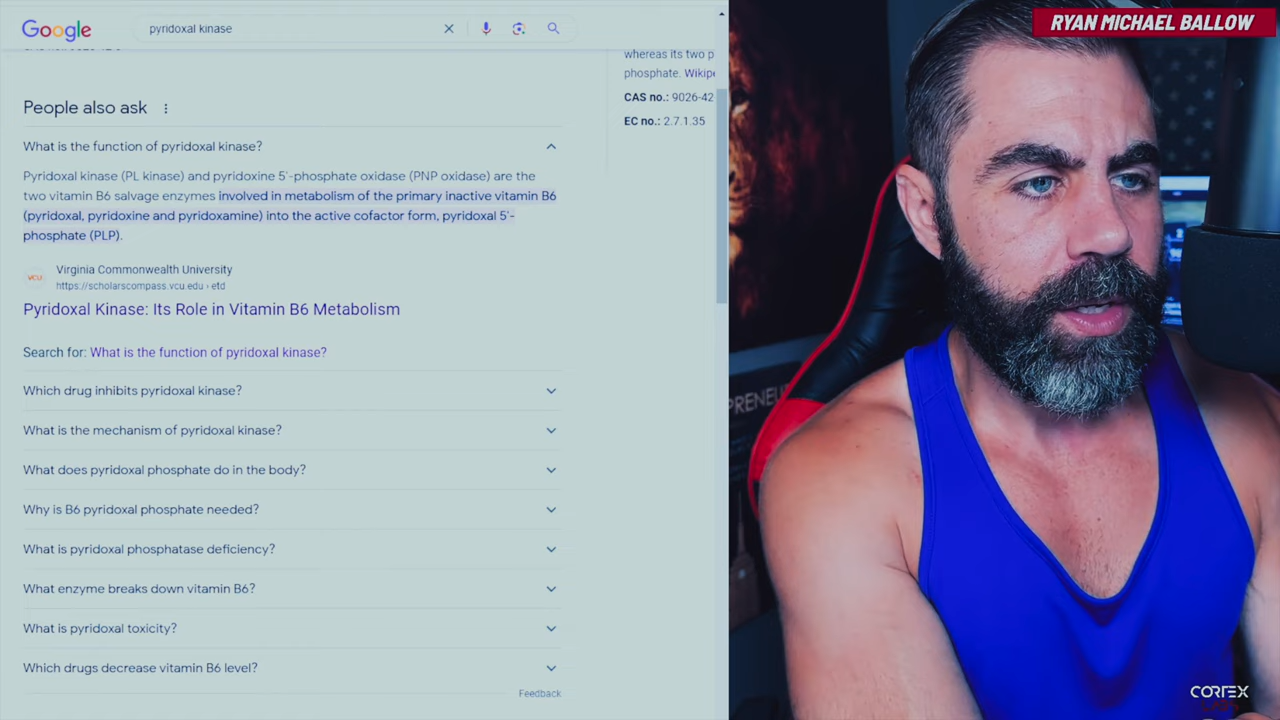 Google
pyridoxal kinase
People also ask
What is the function of pyridoxal kinase?
Pyridoxal kinase (PL kinase) and pyridoxine 5'-phosphate oxidase (PNP oxidase) are the
two vitamin B6 salvage enzymes involved in metabolism of the primary inactive vitamin B6
(pyridoxal, pyridoxine and pyridoxamine) into the active cofactor form, pyridoxal 5'-
phosphate (PLP).
VCU
Virginia Commonwealth University
https://scholarscompass.vcu.edu › etd
Pyridoxal Kinase: Its Role in Vitamin B6 Metabolism
Search for: What is the function of pyridoxal kinase?
Which drug inhibits pyridoxal kinase?
What is the mechanism of pyridoxal kinase?
What does pyridoxal phosphate do in the body?
Why is B6 pyridoxal phosphate needed?
What is pyridoxal phosphatase deficiency?
What enzyme breaks down vitamin B6?
What is pyridoxal toxicity?
Which drugs decrease vitamin B6 level?
Feedback
whereas its two p
phosphate. Wikipe
CAS no.: 9026-42
EC no.: 2.7.1.35
RYAN MICHAEL BALLOW
PRENEU
CORTEX
LABS